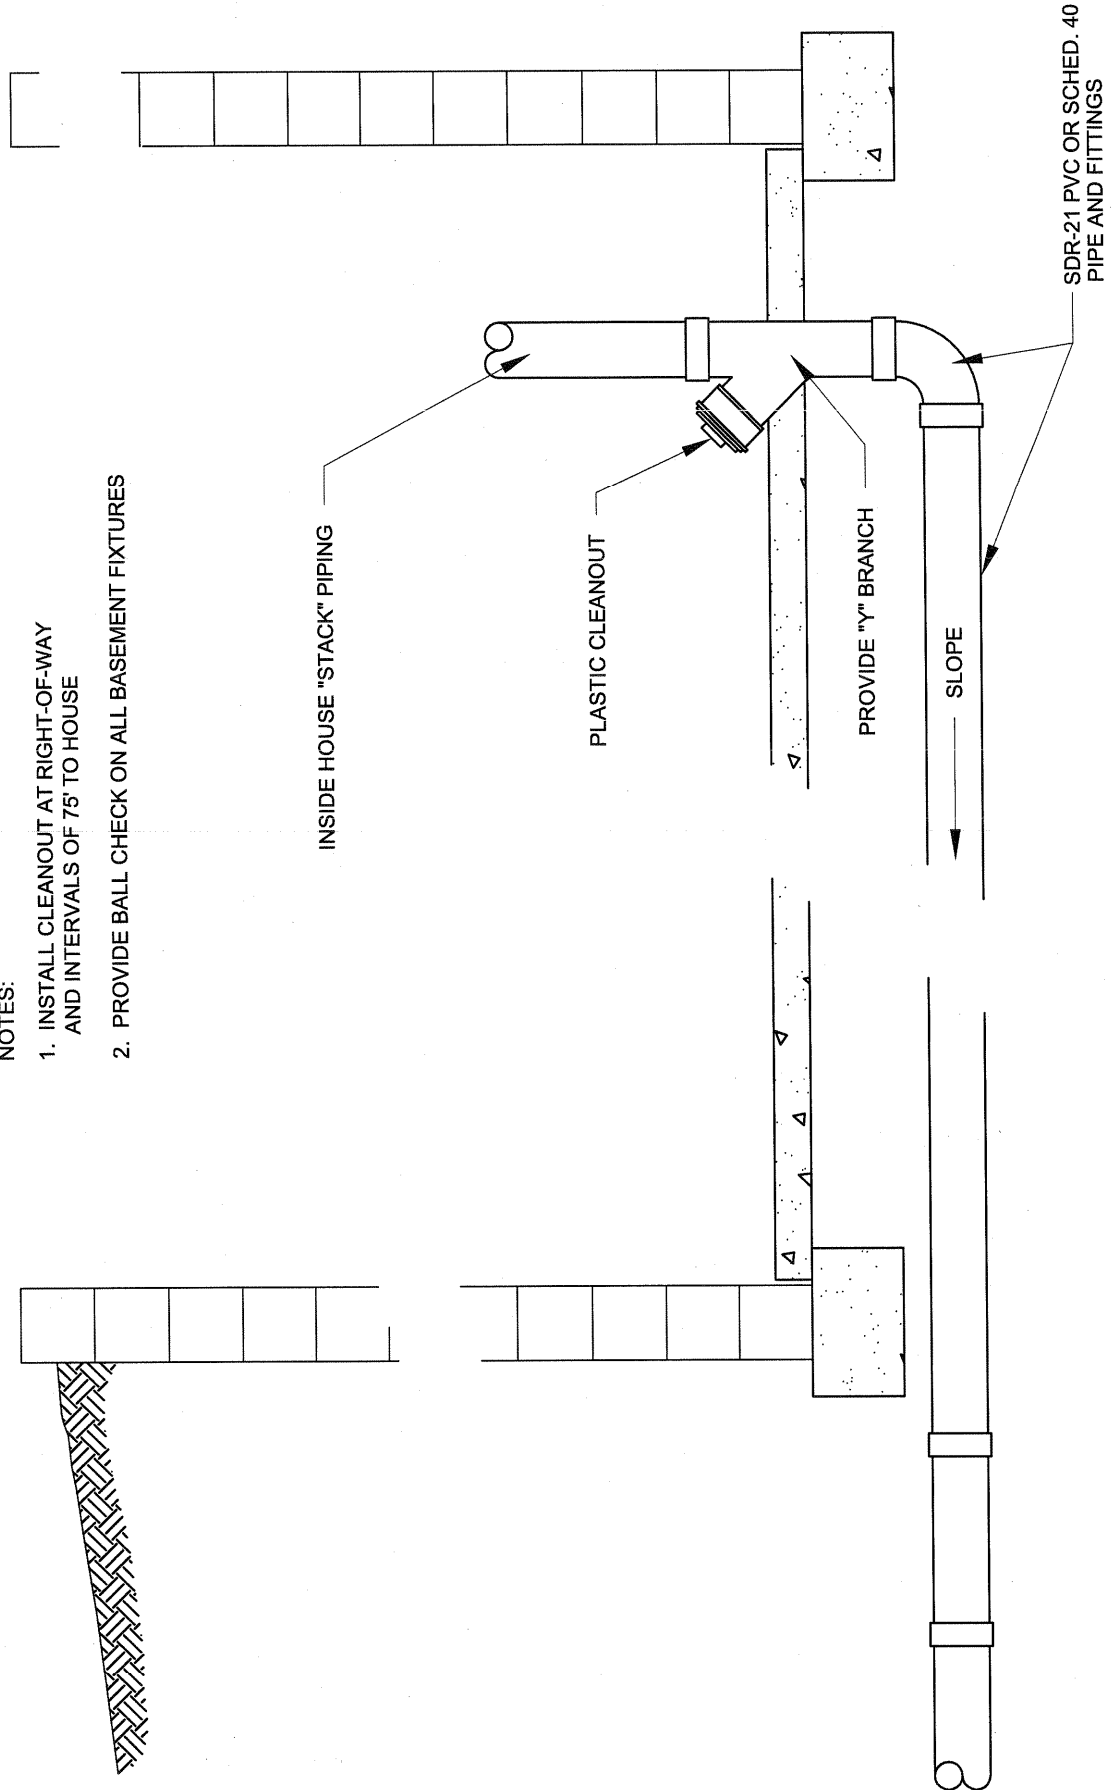 NOTES:
1. INSTALL CLEANOUT AT RIGHT-OF-WAY
AND INTERVALS OF 75' TO HOUSE
2. PROVIDE BALL CHECK ON ALL BASEMENT FIXTURES
INSIDE HOUSE "STACK" PIPING
PLASTIC CLEANOUT
PROVIDE "Y" BRANCH
SLOPE
SDR-21 PVC OR SCHED. 40
PIPE AND FITTINGS